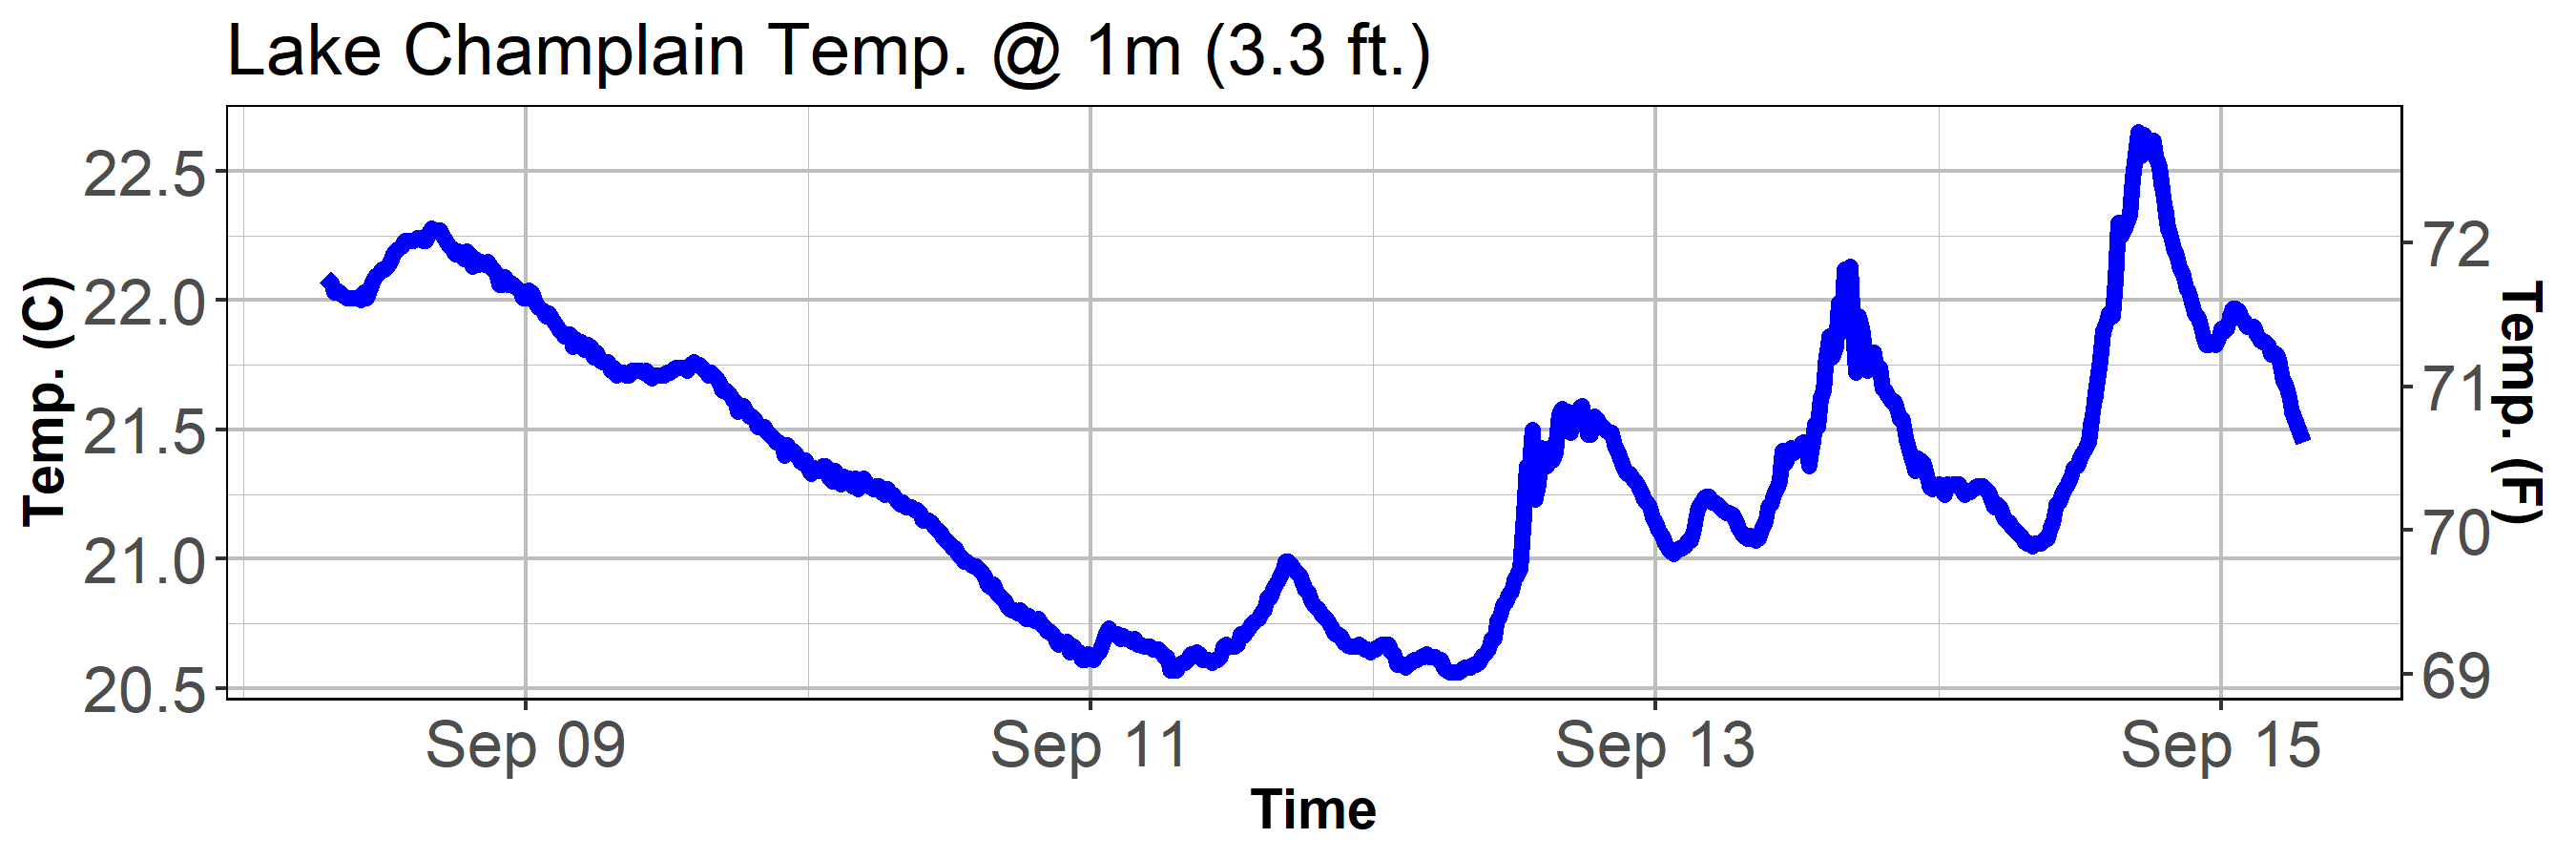 Lake Champlain Temp. @ 1m (3.3 ft.)
Temp. (C)
22.5
22.0
21.5
21.0
20.5
72
71
70
69
Temp. (F)
Sep 09 Sep 11 Sep 13 Sep 15
Time